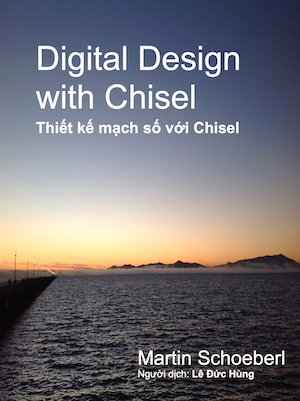 Digital Design
with Chisel
Thiết kế mạch số với Chisel
Martin Schoeberl
Người dịch: Lê Đức Hùng